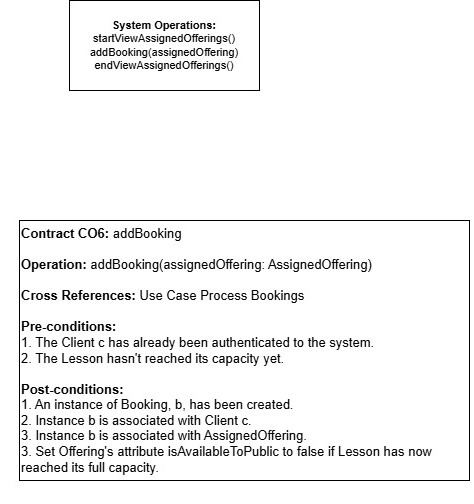 System Operations:
startViewAssignedOfferings()
addBooking(assignedOffering)
endViewAssignedOfferings()
Contract CO6: addBooking
Operation: addBooking(assignedOffering: AssignedOffering)
Cross References: Use Case Process Bookings
Pre-conditions:
1. The Client c has already been authenticated to the system.
2. The Lesson hasn't reached its capacity yet.
Post-conditions:
1. An instance of Booking, b, has been created.
2. Instance b is associated with Client c.
3. Instance b is associated with AssignedOffering.
3. Set Offering's attribute isAvailableToPublic to false if Lesson has now
reached its full capacity.